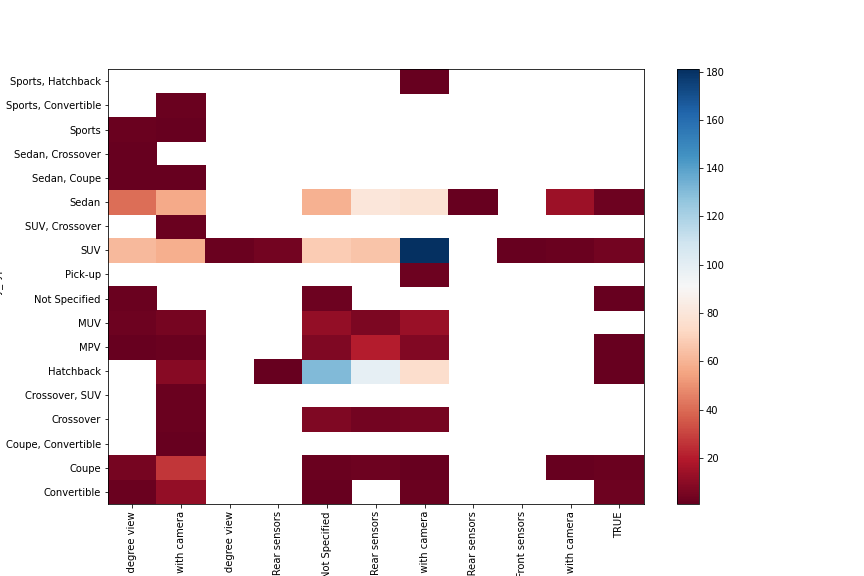 Sports, Hatchback
Sports, Convertible
Sports
Sedan, Crossover
Sedan, Coupe
Sedan
SUV, Crossover
SUV
Pick-up
Not Specified
MUV
MPV
Hatchback
Crossover, SUV
Crossover
Coupe, Convertible
Coupe
Convertible
degree view
with camera
degree view
Rear sensors
Not Specified
Rear sensors
with camera
Rear sensors
Front sensors
with camera
TRUE
180
160
140
120
100
80
60
40
20